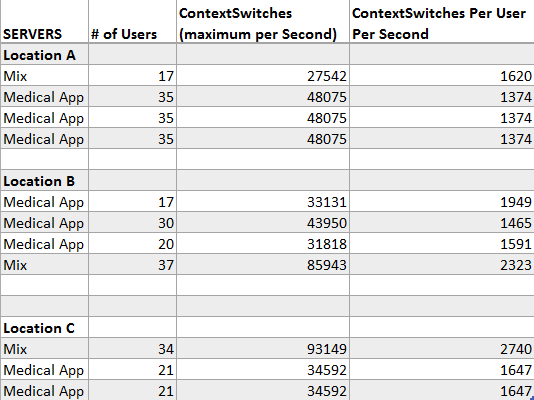 SERVERS # of Users ContextSwitches (maximum per Second) ContextSwitches Per User Per Second
Location A
Mix 17 27542 1620
Medical App 35 48075 1374
Medical App 35 48075 1374
Medical App 35 48075 1374
Location B
Medical App 17 33131 1949
Medical App 30 43950 1465
Medical App 20 31818 1591
Mix 37 85943 2323
Location C
Mix 34 93149 2740
Medical App 21 34592 1647
Medical App 21 34592 1647